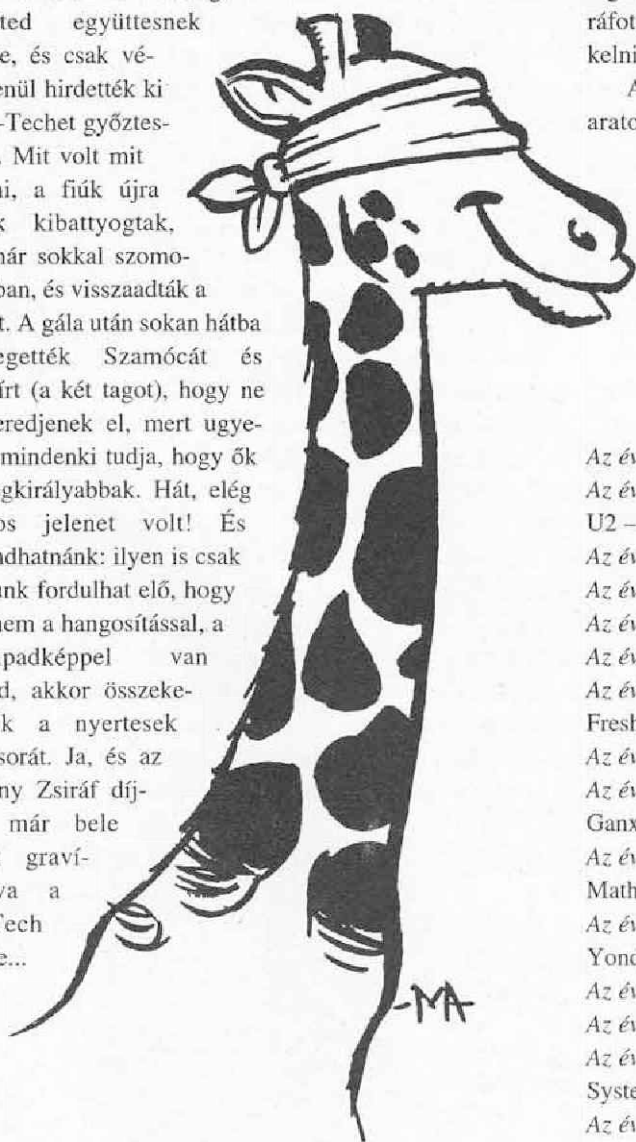 ted együttesnek
e, és csak vé-
enül hirdették ki
-Techet győztes-
. Mit volt mit
ni, a fiúk újra
k kibattyogtak,
már sokkal szomo-
ban, és visszaadták a
t. A gála után sokan hátba
egették Szamócát és
írt (a két tagot), hogy ne
eredjenek el, mert ugye-
mindenki tudja, hogy ők
gkirályabbak. Hát, elég
os jelenet volt! És
ndhatnánk: ilyen is csak
unk fordulhat elő, hogy
nem a hangosítással, a
padképpel van
d, akkor összeke-
k a nyertesek
sorát. Ja, és az
ny Zsiráf díj-
már bele
t graví-
va a
Tech
e...
-MA-
ráfot
kelni
A
arato
Az év
Az év
U2 –
Az év
Az év
Az év
Az év
Az év
Fresh
Az év
Az év
Ganx
Az év
Math
Az év
Yond
Az év
Az év
Az év
Syste
Az év